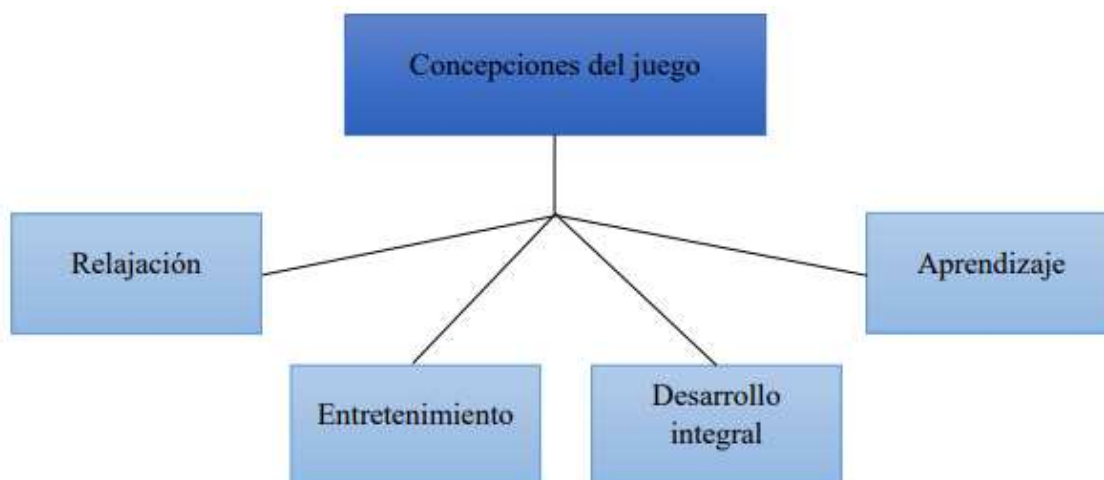 Concepciones del juego
Relajación
Aprendizaje
Entretenimiento
Desarrollo
integral